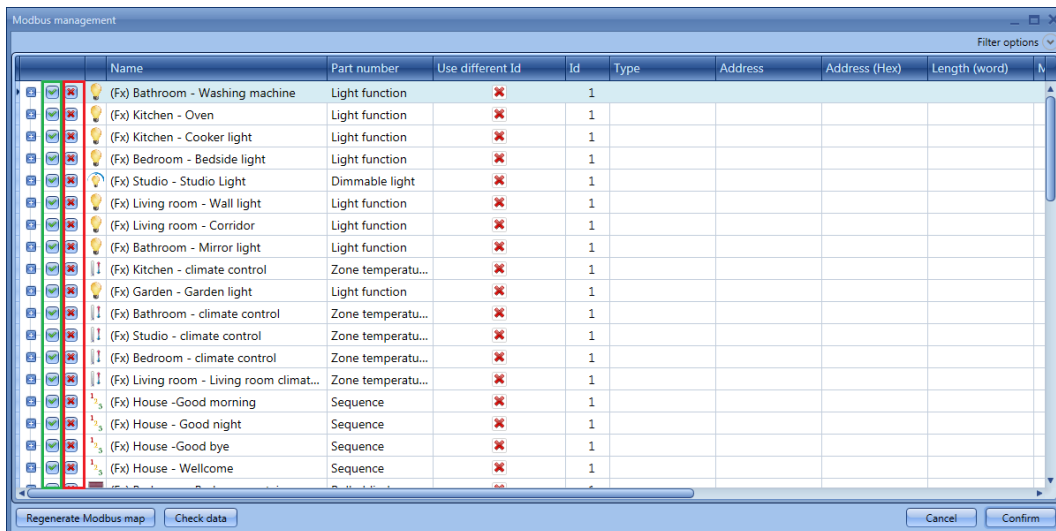 Modbus management
Filter options
Name Part number Use different Id Id Type Address Address (Hex) Length (word) M
(Fx) Bathroom - Washing machine Light function 1
(Fx) Kitchen - Oven Light function 1
(Fx) Kitchen - Cooker light Light function 1
(Fx) Bedroom - Bedside light Light function 1
(Fx) Studio - Studio Light Dimmable light 1
(Fx) Living room - Wall light Light function 1
(Fx) Living room - Corridor Light function 1
(Fx) Bathroom - Mirror light Light function 1
(Fx) Kitchen - climate control Zone temperatu... 1
(Fx) Garden - Garden light Light function 1
(Fx) Bathroom - climate control Zone temperatu... 1
(Fx) Studio - climate control Zone temperatu... 1
(Fx) Bedroom - climate control Zone temperatu... 1
(Fx) Living room - Living room climat... Zone temperatu... 1
(Fx) House -Good morning Sequence 1
(Fx) House - Good night Sequence 1
(Fx) House -Good bye Sequence 1
(Fx) House - Wellcome Sequence 1
Regenerate Modbus map Check data Cancel Confirm